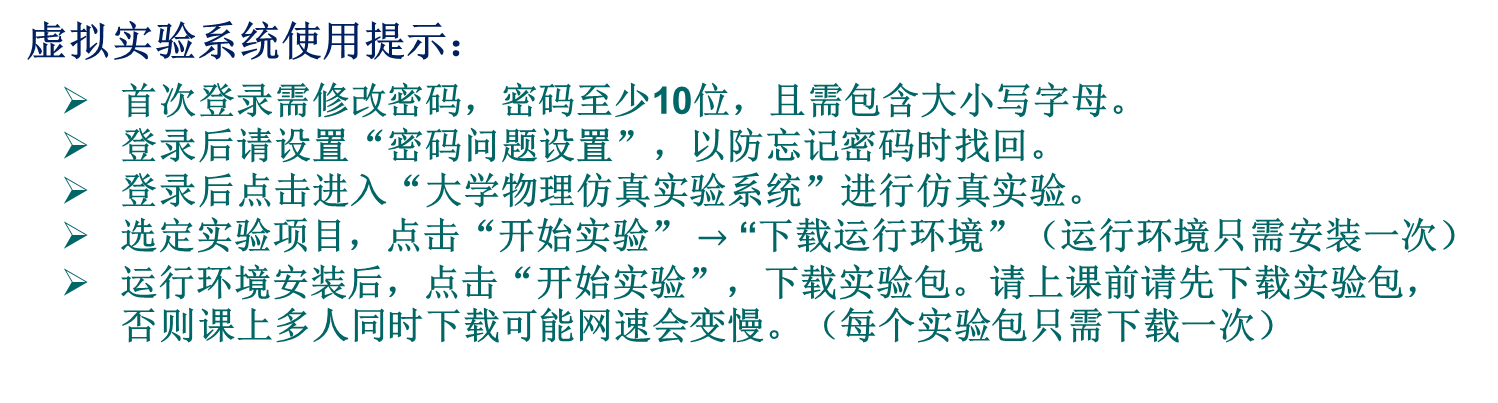 虚拟实验系统使用提示：
➢ 首次登录需修改密码，密码至少10位，且需包含大小写字母。
➢ 登录后请设置“密码问题设置”，以防忘记密码时找回。
➢ 登录后点击进入“大学物理仿真实验系统”进行仿真实验。
➢ 选定实验项目，点击“开始实验” → “下载运行环境”（运行环境只需安装一次）
➢ 运行环境安装后，点击“开始实验”，下载实验包。请上课前请先下载实验包，
否则课上多人同时下载可能网速会变慢。（每个实验包只需下载一次）